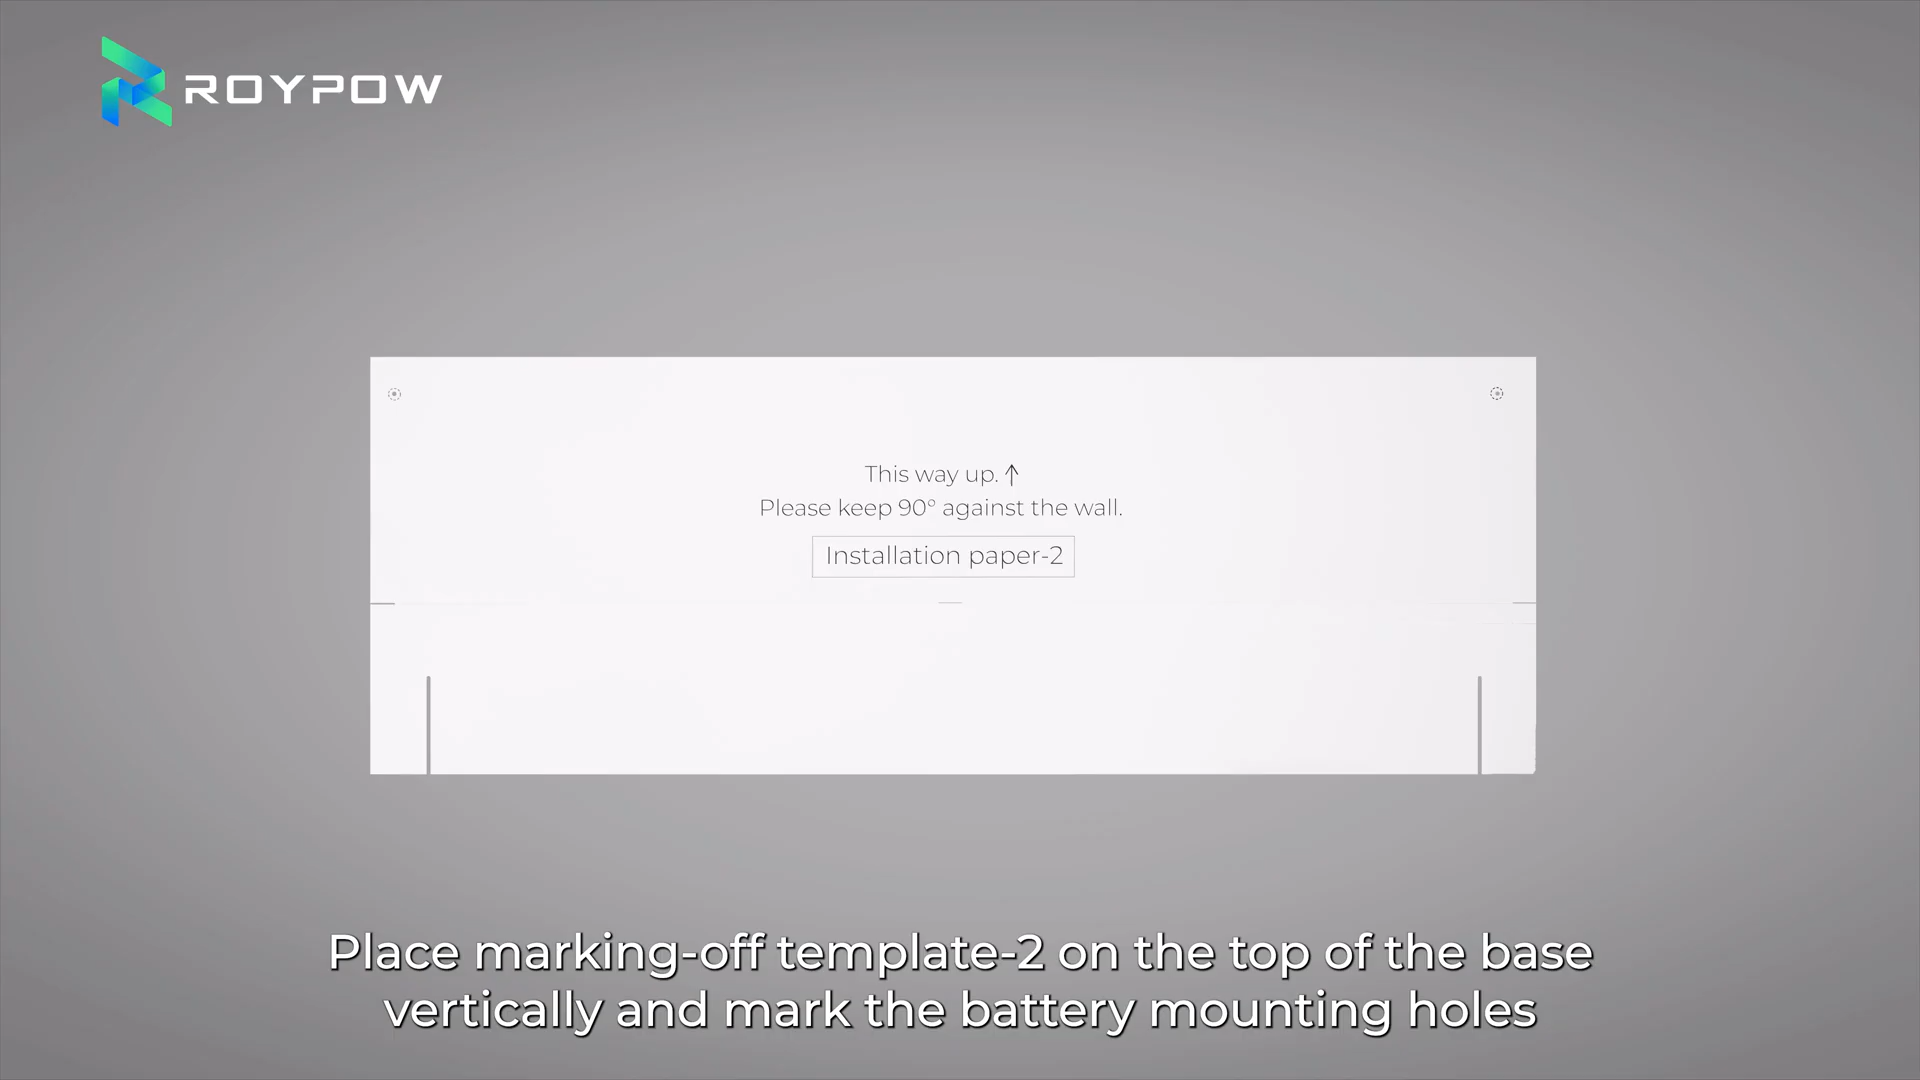 ROYPOW
This way up. ↑
Please keep 90° against the wall.
Installation paper-2
Place marking-off template-2 on the top of the base
vertically and mark the battery mounting holes